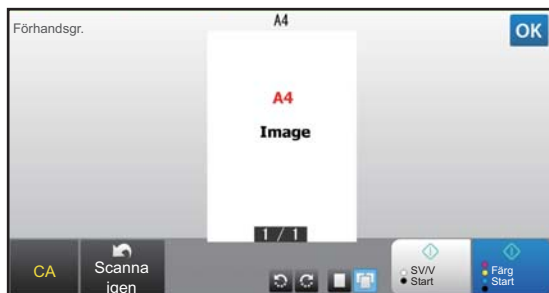 Förhandsgr.
A4
OK
A4
Image
1 / 1
CA
Scanna
igen
SV/V
Start
Färg
Start